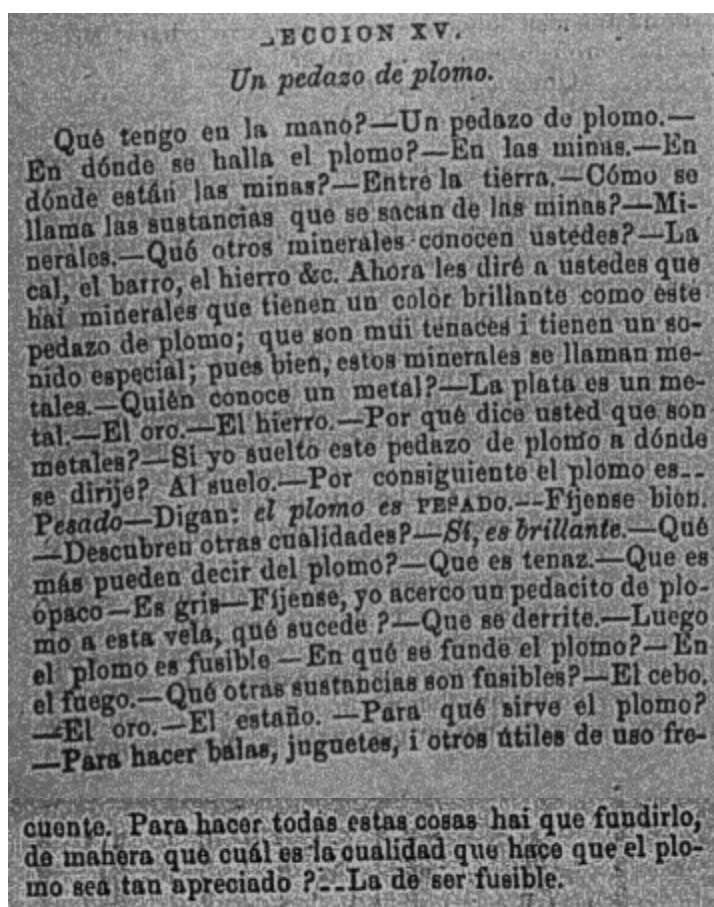 LECCION XV.
Un pedazo de plomo.
Qué tengo en la mano?—Un pedazo de plomo.—
En dónde se halla el plomo?—En las minas.—En
dónde están las minas?—Entre la tierra.—Cómo se
llama las sustancias que se sacan de las minas?—Mi-
nerales.—Qué otros minerales conocen ustedes?—La
cal, el barro, el hierro &c. Ahora les diré a ustedes que
hai minerales que tienen un color brillante como este
pedazo de plomo; que son mui tenaces i tienen un so-
nido especial; pues bien, estos minerales se llaman me-
tales.—Quién conoce un metal?—La plata es un me-
tal.—El oro.—El hierro.—Por qué dice usted que son
metales?—Si yo suelto este pedazo de plomo a dónde
se dirije? Al suelo.—Por consiguiente el plomo es--
Pesado—Digan: el plomo es PESADO.--Fíjense bien.
—Descubren otras cualidades?—Sí, es brillante.—Qué
más pueden decir del plomo?—Que es tenaz.—Que es
ópaco—Es gris—Fíjense, yo acerco un pedacito de plo-
mo a esta vela, qué sucede ?—Que se derrite.—Luego
el plomo es fusible—En qué se funde el plomo?—En
el fuego.—Qué otras sustancias son fusibles?—El cebo.
—El oro.—El estaño. —Para qué sirve el plomo?
—Para hacer balas, juguetes, i otros útiles de uso fre-
cuente. Para hacer todas estas cosas hai que fundirlo,
de manera que cuál es la cualidad que hace que el plo-
mo sea tan apreciado ?--La de ser fusible.